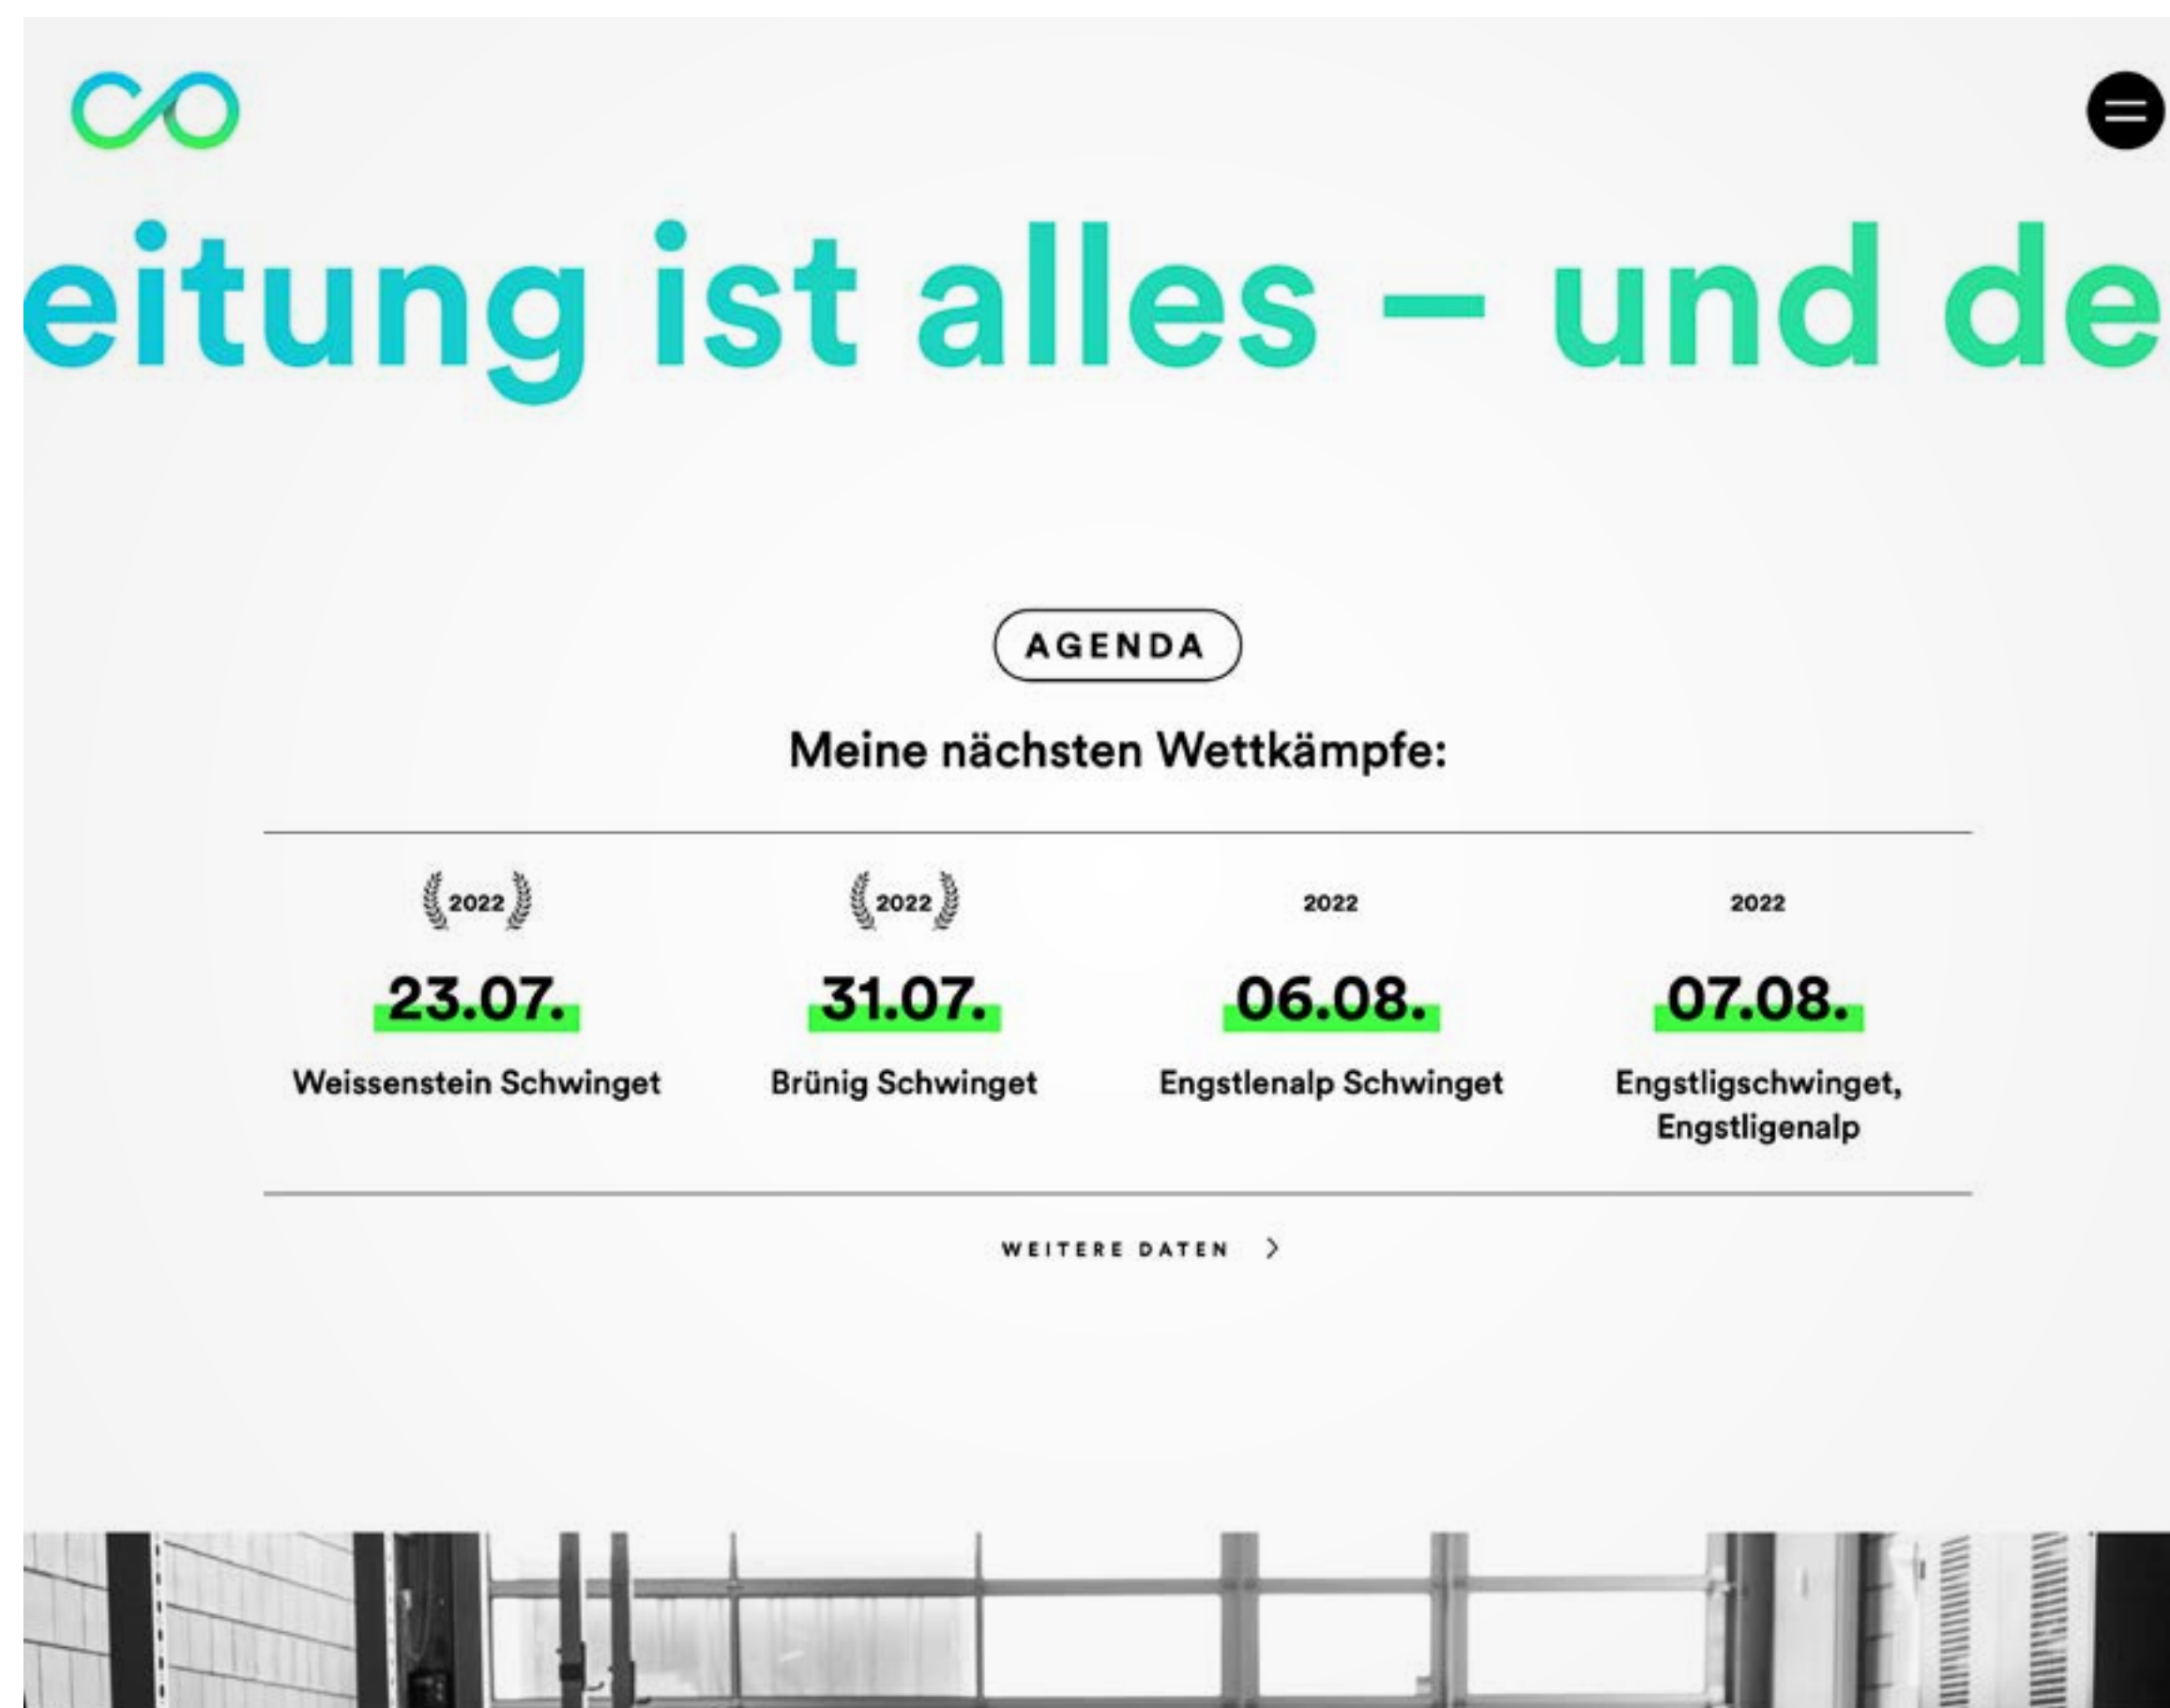 eitung ist alles – und de
AGENDA
Meine nächsten Wettkämpfe:
2022
23.07.
Weissenstein Schwinget
2022
31.07.
Brünig Schwinget
2022
06.08.
Engstlenalp Schwinget
2022
07.08.
Engstligschwinget,
Engstligenalp
WEITERE DATEN